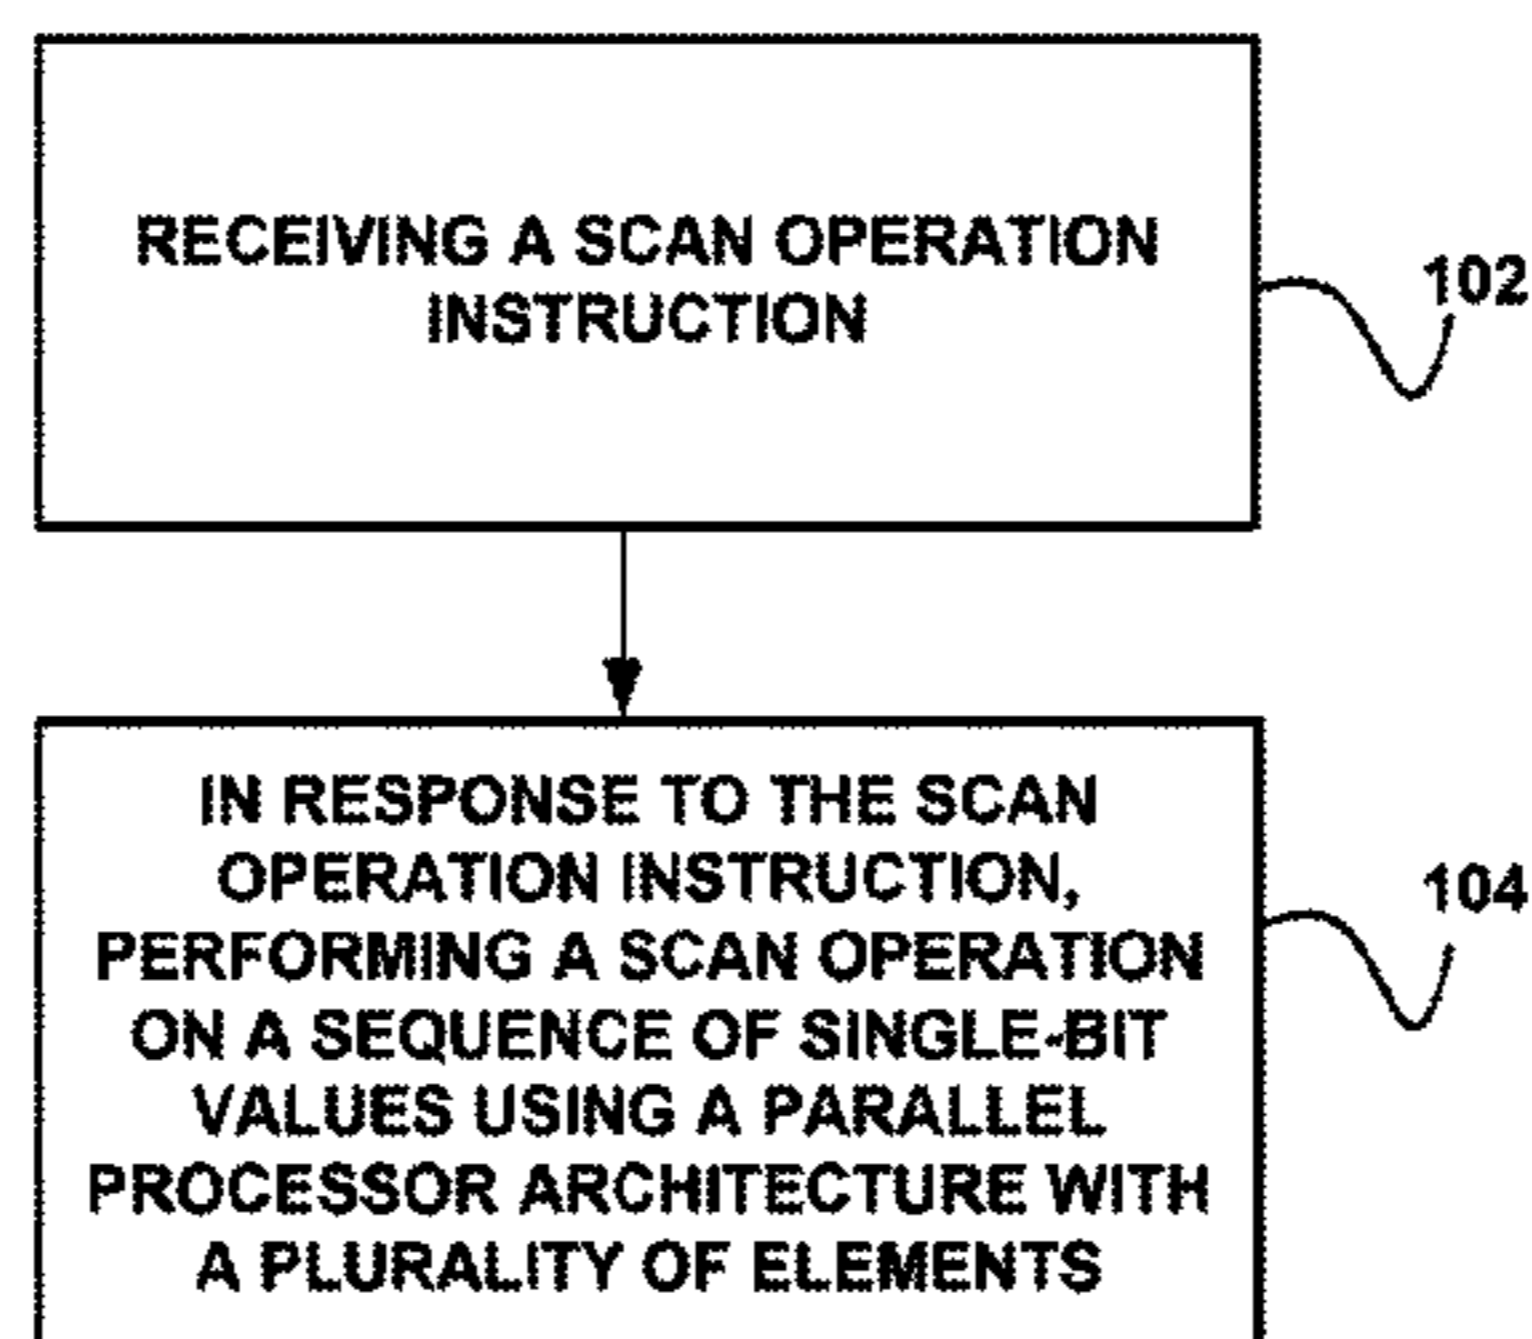 RECEIVING A SCAN OPERATION
INSTRUCTION
102
IN RESPONSE TO THE SCAN
OPERATION INSTRUCTION,
PERFORMING A SCAN OPERATION
ON A SEQUENCE OF SINGLE-BIT
VALUES USING A PARALLEL
PROCESSOR ARCHITECTURE WITH
A PLURALITY OF ELEMENTS
104